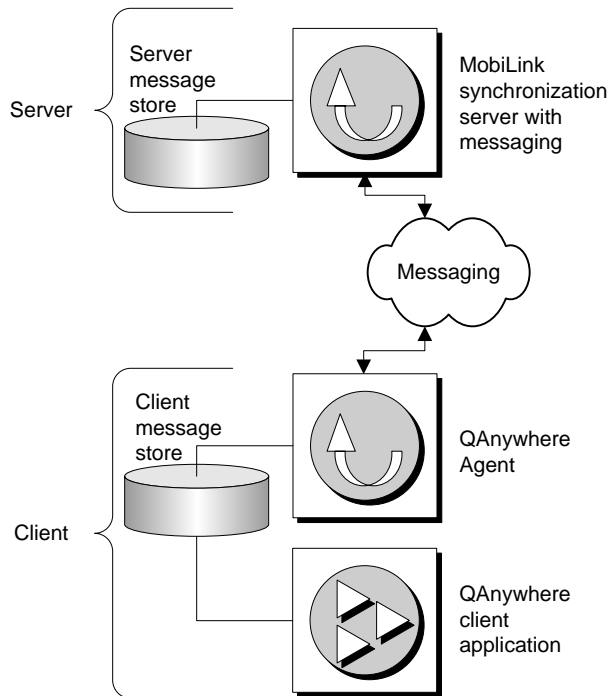 Server
Server
message
store
MobiLink
synchronization
server with
messaging
Messaging
Client
Client
message
store
QAnywhere
Agent
QAnywhere
client
application